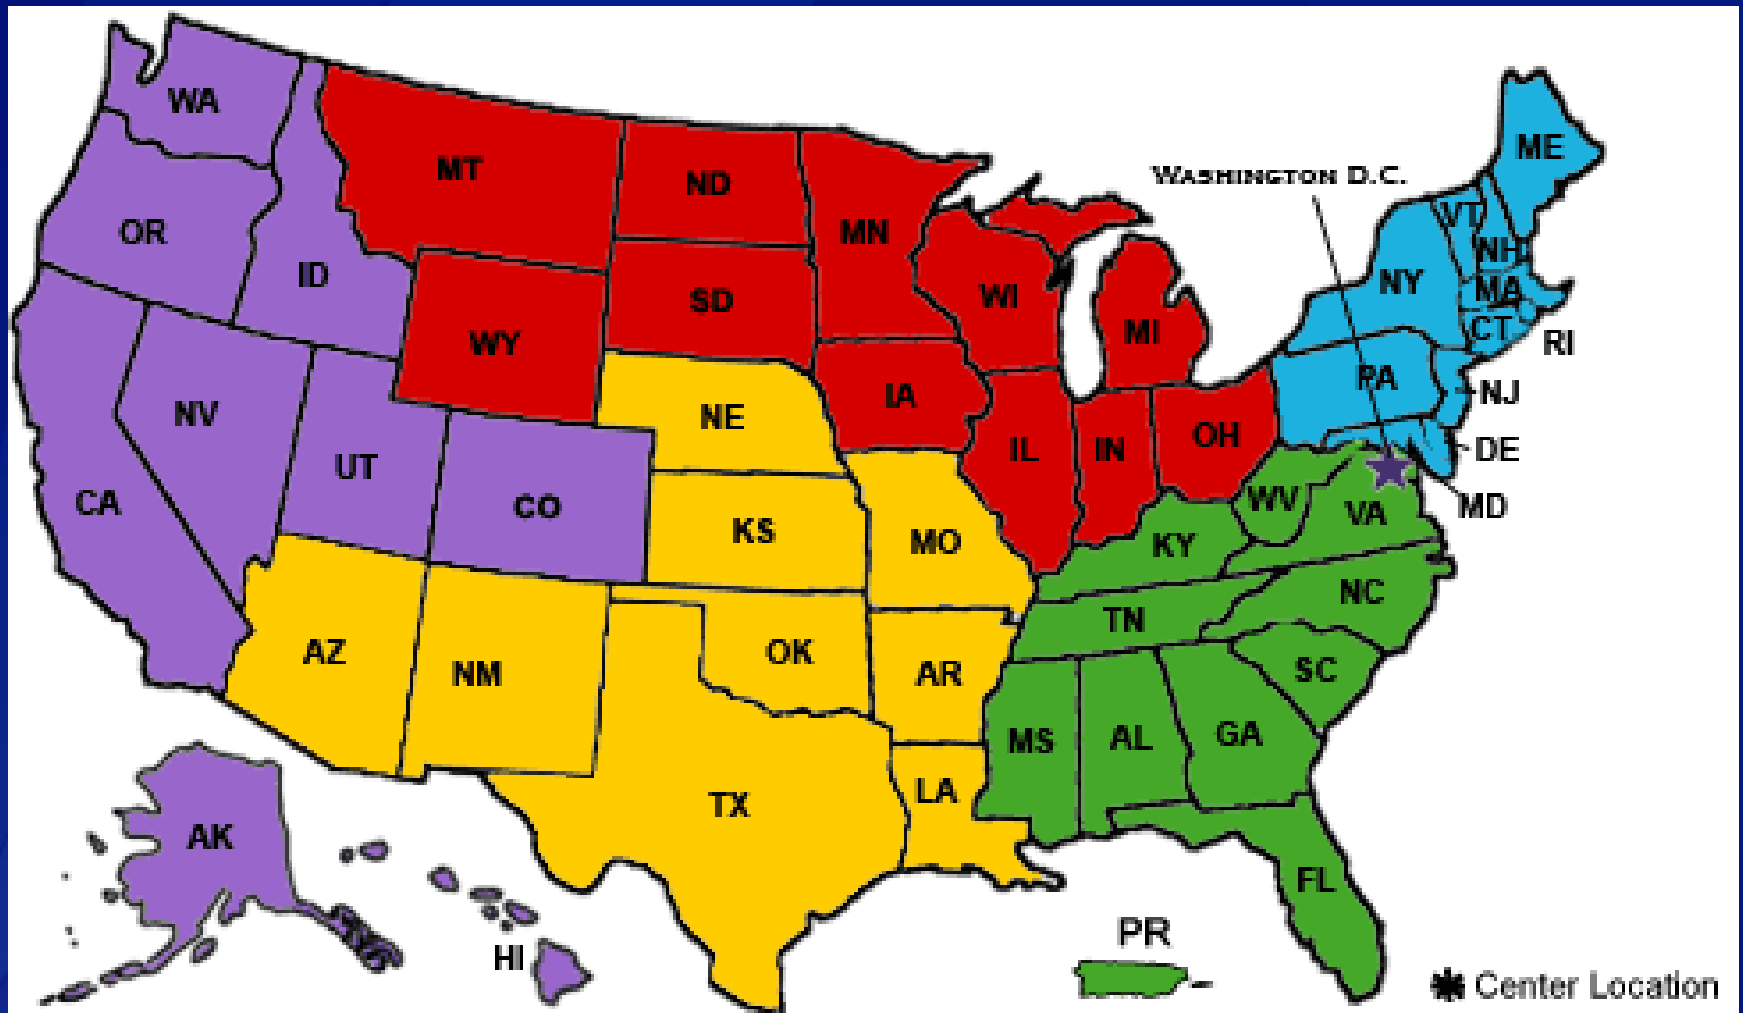 WA
MT
ND
MN
ME
WASHINGTON D.C.
OR
ID
SD
WI
VT
NH
NY
MA
WY
MI
CT
RI
IA
PA
NJ
NV
NE
UT
CO
IL
IN
OH
DE
CA
KS
MO
KY
WV
VA
MD
AZ
NM
OK
AR
TN
NC
SC
TX
LA
MS
AL
GA
AK
HI
FL
PR
Center Location